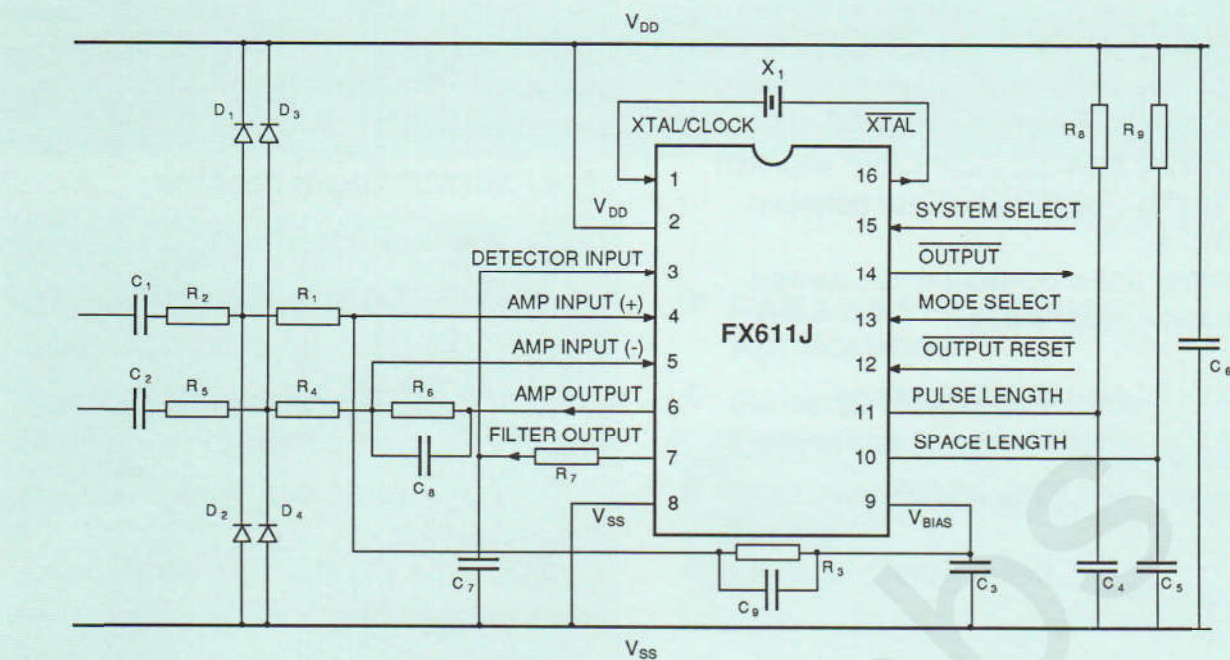 VDD
X1
D1 D3
XTAL/CLOCK XTAL
R8 R9
1 16
VDD 2 15 SYSTEM SELECT
DETECTOR INPUT 3 14 OUTPUT
C1 R2 R1 AMP INPUT (+) 4 13 MODE SELECT
FX611J
AMP INPUT (-) 5 12 OUTPUT RESET
C6
C2 R5 R4 R6 AMP OUTPUT 6 11 PULSE LENGTH
FILTER OUTPUT 7 10 SPACE LENGTH
C8 R7
D2 D4 VSS 8 9 VBIAS
C7 R3 C3 C4 C5
C9
VSS
bs